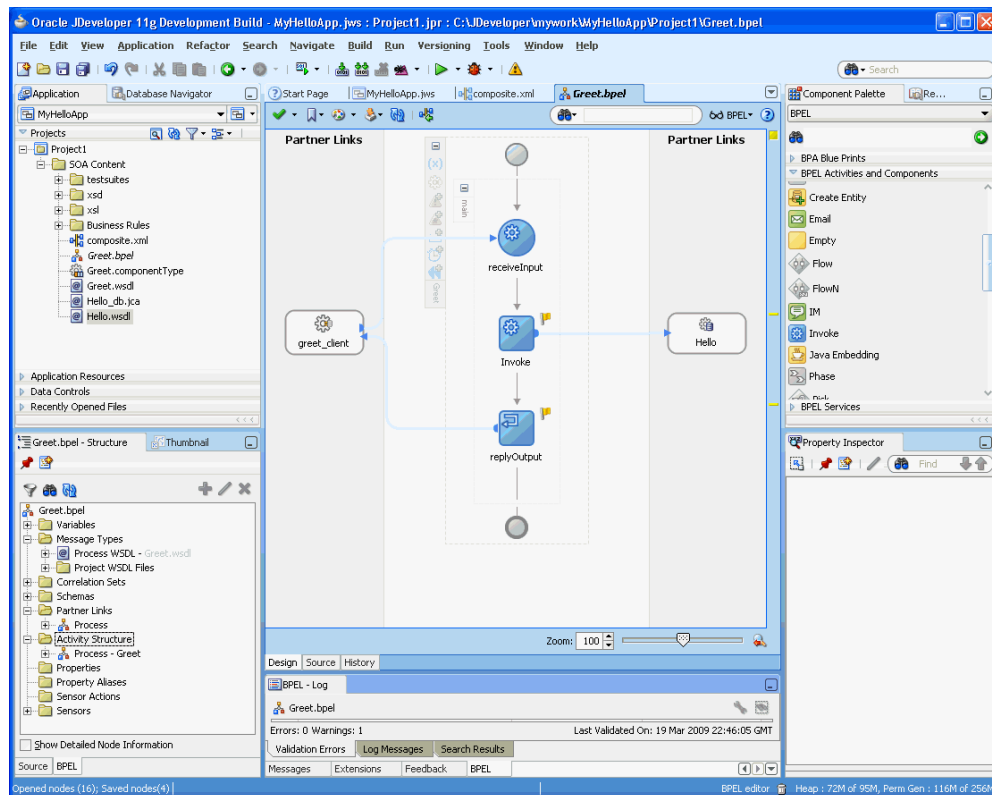 Oracle JDeveloper 11g Development Build - MyHelloApp.jws : Project1.jpr : C:\JDeveloper\mywork\MyHelloApp\Project1\Greet.bpel
File Edit View Application Refactor Search Navigate Build Run Versioning Tools Window Help
Search
Application
Database Navigator
MyHelloApp
Projects
Project1
SOA Content
testsuites
xsd
xsl
Business Rules
composite.xml
Greet.bpel
Greet.componentType
Greet.wsdl
Hello_db.jca
Hello.wsdl
Application Resources
Data Controls
Recently Opened Files
Greet.bpel - Structure
Thumbnail
Greet.bpel
Variables
Message Types
Process WSDL - Greet.wsdl
Project WSDL Files
Correlation Sets
Schemas
Partner Links
Process
Activity Structure
Process - Greet
Properties
Property Aliases
Sensor Actions
Sensors
Show Detailed Node Information
Source BPEL
Start Page
MyHelloApp.jws
composite.xml
Greet.bpel
BPEL
Partner Links
Partner Links
(x)
main
Greet
receiveInput
greet_client
Invoke
Hello
replyOutput
Zoom: 100
Design Source History
BPEL - Log
Greet.bpel
Errors: 0 Warnings: 1
Last Validated On: 19 Mar 2009 22:46:05 GMT
Validation Errors Log Messages Search Results
Messages Extensions Feedback BPEL
Component Palette
Re...
BPEL
BPA Blue Prints
BPEL Activities and Components
Create Entity
Email
Empty
Flow
FlowN
IM
Invoke
Java Embedding
Phase
BPEL Services
Property Inspector
Find
Opened nodes (16); Saved nodes(4)
BPEL editor
Heap : 72M of 95M, Perm Gen : 116M of 256M